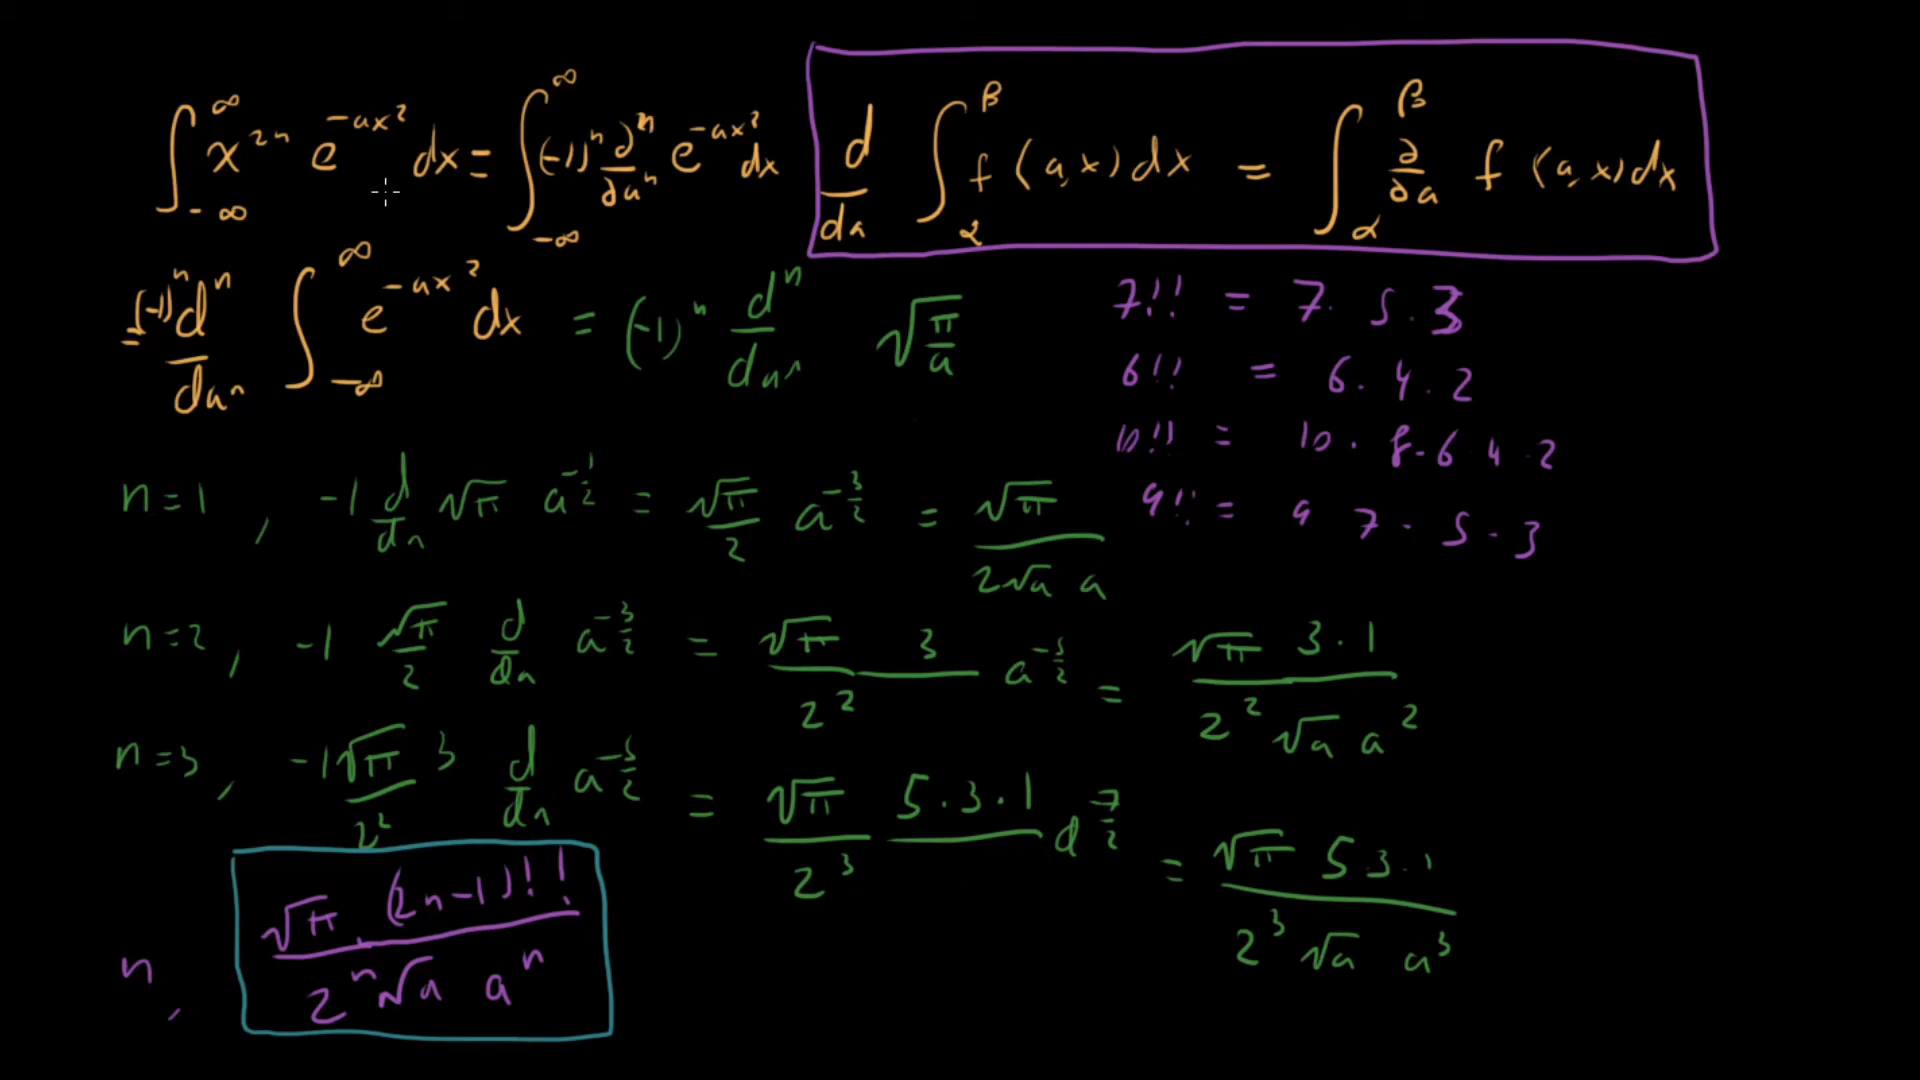 ∫_{-∞}^{∞} x^{2n} e^{-ax²} dx = ∫_{-∞}^{∞} (-1)^n ∂^n/∂a^n e^{-ax²} dx
d/da ∫_α^β f(a,x)dx = ∫_α^β ∂/∂a f(a,x)dx
= (-1)^n d^n/da^n ∫_{-∞}^{∞} e^{-ax²} dx = (-1)^n d^n/da^n √(π/a)
7!! = 7· 5·3
6!! = 6·4·2
10!! = 10·8·6 4·2
9!! = 9 7·5·3
n=1, -1 d/da √π a^{-1/2} = √π/2 a^{-3/2} = √π/(2√a a)
n=2, -1 √π/2 d/da a^{-3/2} = √π 3/2² a^{-5/2} = √π 3·1/(2² √a a²)
n=3, -1 √π 3/2² d/da a^{-5/2} = √π 5·3·1/2³ a^{-7/2} = √π 5·3·1/(2³ √a a³)
n, √π·(2n-1)!!/(2^n √a a^n)